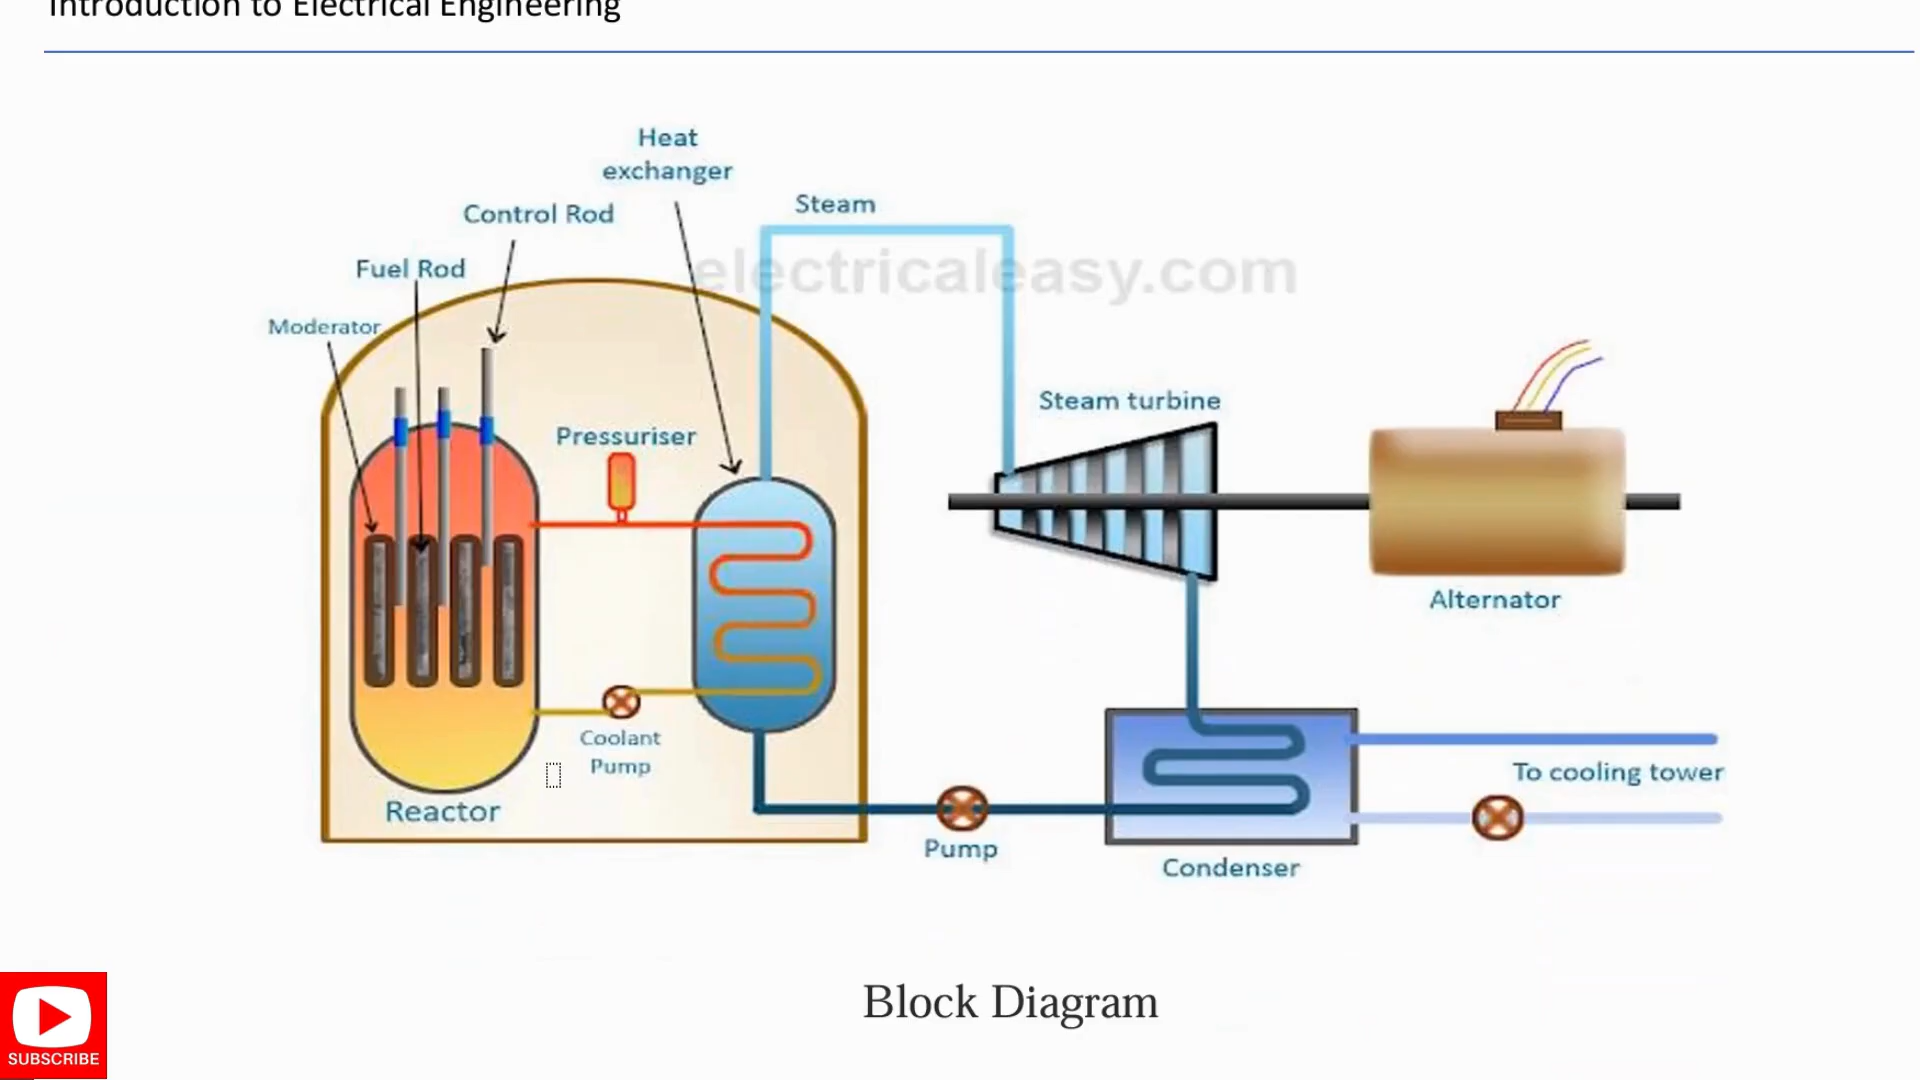 Introduction to Electrical Engineering
Heat
exchanger
Control Rod
Steam
electricaleasy.com
Fuel Rod
Moderator
Steam turbine
Pressuriser
Alternator
Coolant
Pump
To cooling tower
Reactor
Pump
Condenser
Block Diagram
SUBSCRIBE